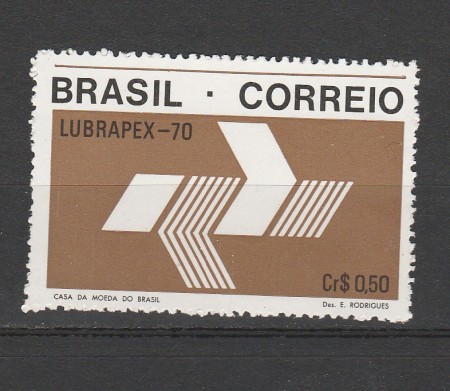 BRASIL · CORREIO
LUBRAPEX-70
Cr$ 0,50
CASA DA MOEDA DO BRASIL Des. E. RODRIGUES